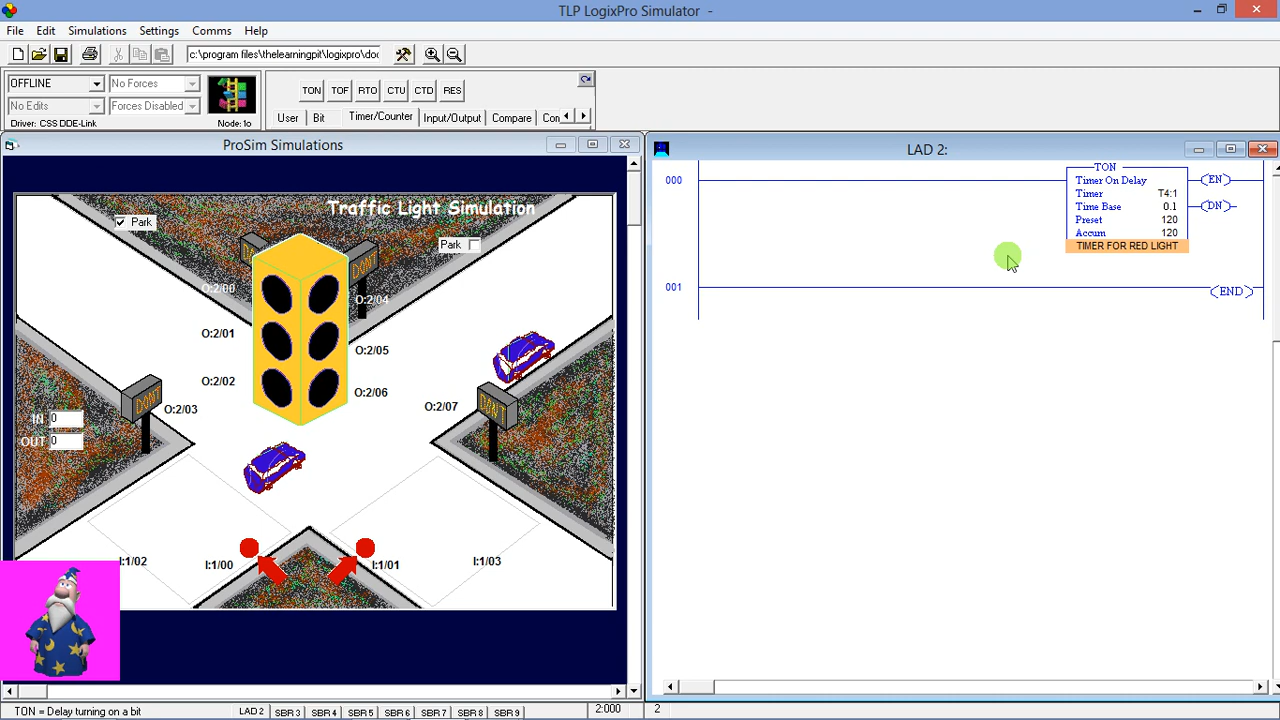 TLP LogixPro Simulator -
File Edit Simulations Settings Comms Help
c:\program files\thelearningpit\logixpro\doc
OFFLINE
No Forces
No Edits
Forces Disabled
Driver: CSS DDE-Link
Node: 1o
TON TOF RTO CTU CTD RES
User Bit Timer/Counter Input/Output Compare Con
ProSim Simulations
Traffic Light Simulation
Park
Park
DONT
O:2/00
O:2/04
O:2/01
O:2/05
O:2/02
O:2/06
DONT
O:2/03
O:2/07
DONT
IN 0
OUT 0
I:1/02
I:1/00
I:1/01
I:1/03
LAD 2:
000
TON
Timer On Delay
Timer T4:1
Time Base 0.1
Preset 120
Accum 120
TIMER FOR RED LIGHT
EN
DN
001
END
TON = Delay turning on a bit
LAD 2 SBR 3 SBR 4 SBR 5 SBR 6 SBR 7 SBR 8 SBR 9
2:000
2